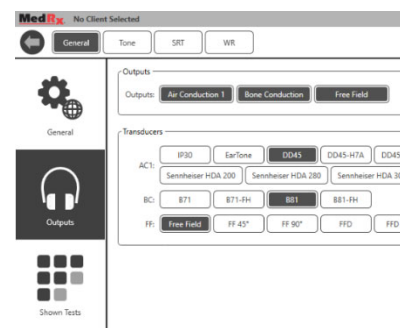 MedRx. No Client Selected
General Tone SRT WR
Outputs
Outputs: Air Conduction 1 Bone Conduction Free Field
General
Transducers
AC1: IP30 EarTone DD45 DD45-H7A DD45
Sennheiser HDA 200 Sennheiser HDA 280 Sennheiser HDA 30
BC: B71 B71-FH B81 B81-FH
Outputs
FF: Free Field FF 45° FF 90° FFD FFD
Shown Tests